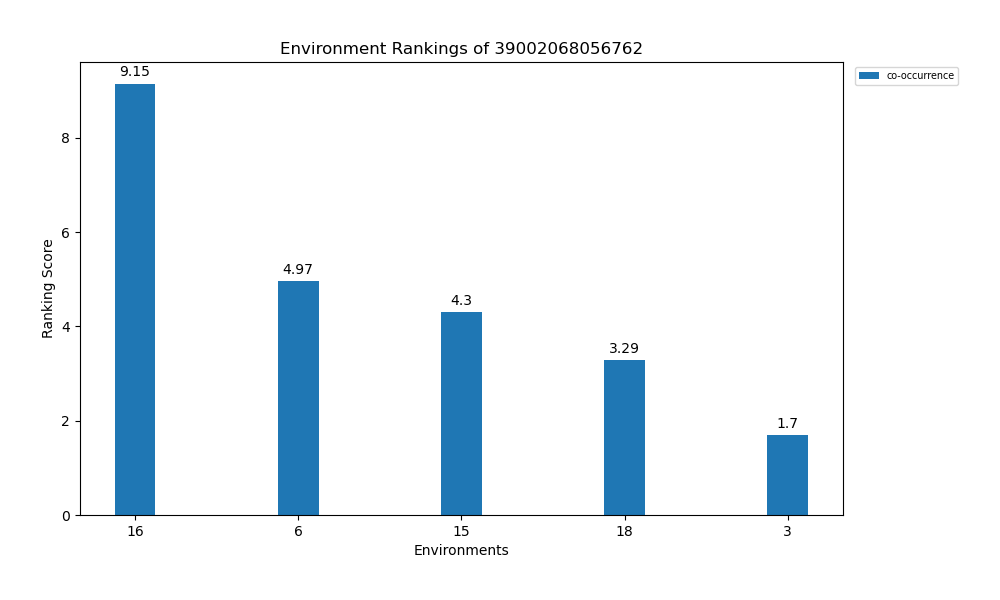 Environment Rankings of 39002068056762
co-occurrence
9.15
4.97
4.3
3.29
1.7
Ranking Score
8
6
4
2
0
16 6 15 18 3
Environments